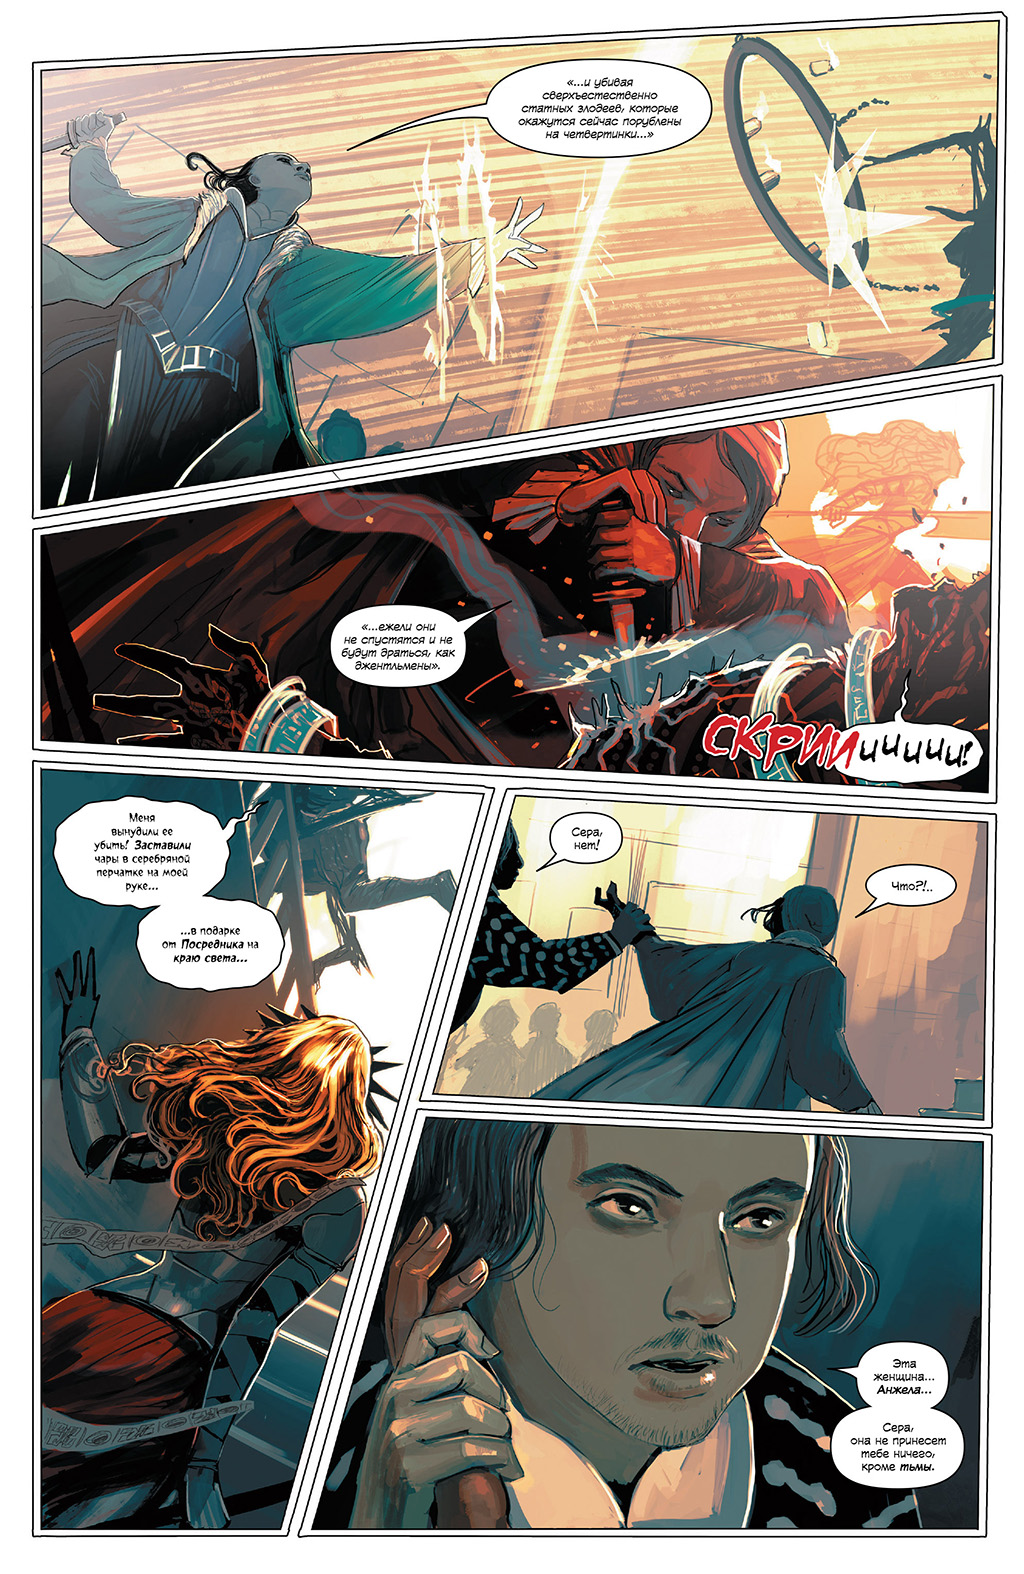 «...и убивая
сверхъестественно
статных злодеев, которые
окажутся сейчас порублены
на четвертинки...»
«...ежели они
не спустятся и не
будут драться, как
джентльмены».
СКРИИииииии!
Меня
вынудили ее
убить! Заставили
чары в серебряной
перчатке на моей
руке...
...в подарке
от Посредника на
краю света...
Сера,
нет!
Что?!..
Эта
женщина...
Анжела...
Сера,
она не принесет
тебе ничего,
кроме тьмы.